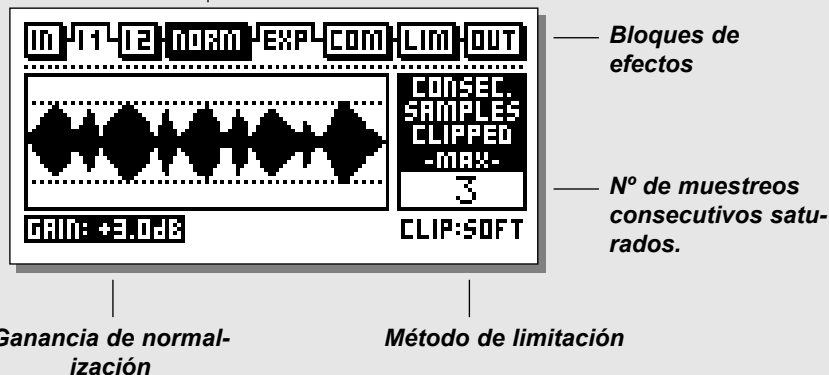 IN I1 I2 NORM EXP COM LIM OUT
Bloques de
efectos
CONSEC.
SAMPLES
CLIPPED
-MAX-
3
Nº de muestreos
consecutivos satu-
rados.
GAIN: +3.0dB
CLIP:SOFT
Ganancia de normal-
ización
Método de limitación